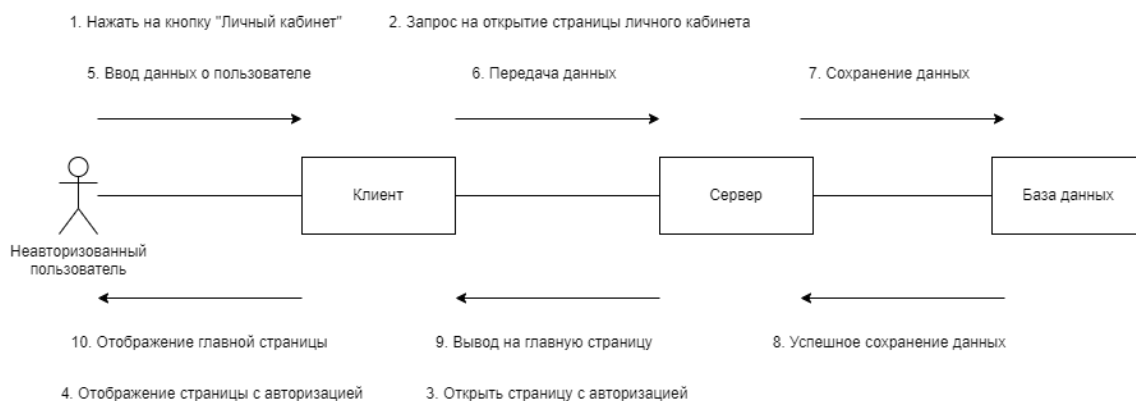 1. Нажать на кнопку "Личный кабинет"
2. Запрос на открытие страницы личного кабинета
5. Ввод данных о пользователе
6. Передача данных
7. Сохранение данных
Клиент
Сервер
База данных
Неавторизованный
пользователь
10. Отображение главной страницы
9. Вывод на главную страницу
8. Успешное сохранение данных
4. Отображение страницы с авторизацией
3. Открыть страницу с авторизацией